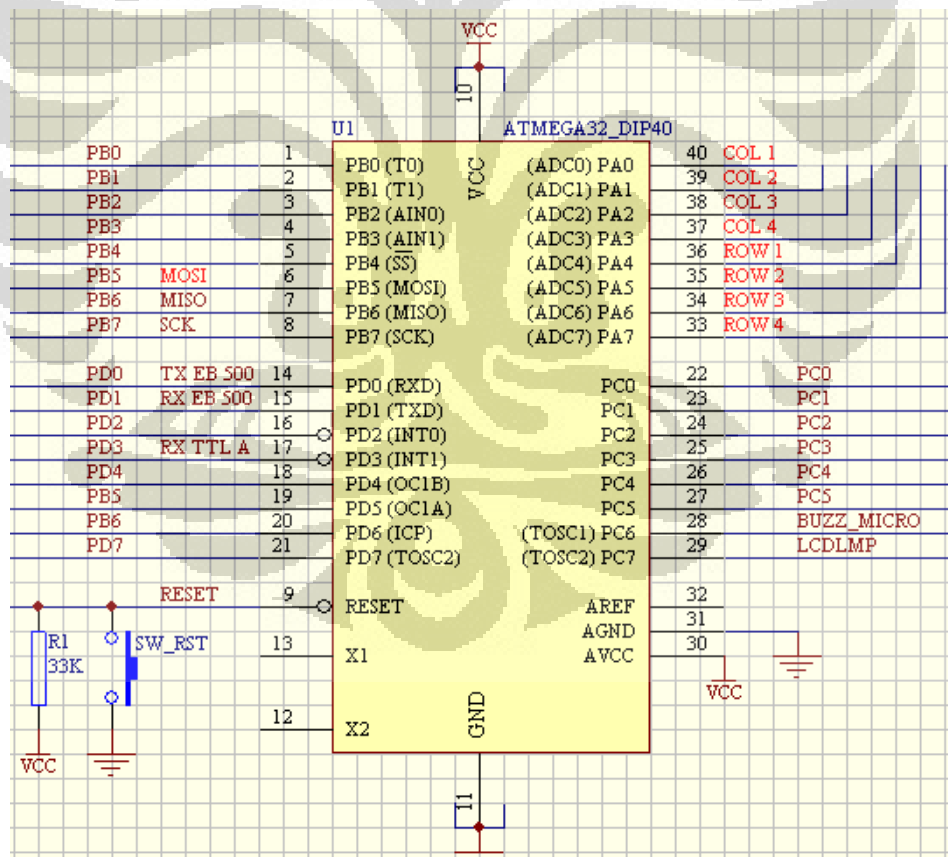 VCC
10
U1 ATMEGA32_DIP40
VCC
PB0 1 PB0 (T0) (ADC0) PA0 40 COL 1
PB1 2 PB1 (T1) (ADC1) PA1 39 COL 2
PB2 3 PB2 (AIN0) (ADC2) PA2 38 COL 3
PB3 4 PB3 (AIN1) (ADC3) PA3 37 COL 4
PB4 5 PB4 (SS) (ADC4) PA4 36 ROW 1
PB5 MOSI 6 PB5 (MOSI) (ADC5) PA5 35 ROW 2
PB6 MISO 7 PB6 (MISO) (ADC6) PA6 34 ROW 3
PB7 SCK 8 PB7 (SCK) (ADC7) PA7 33 ROW 4
PD0 TX EB 500 14 PD0 (RXD) PC0 22 PC0
PD1 RX EB 500 15 PD1 (TXD) PC1 23 PC1
PD2 16 PD2 (INT0) PC2 24 PC2
PD3 RX TTL A 17 PD3 (INT1) PC3 25 PC3
PD4 18 PD4 (OC1B) PC4 26 PC4
PB5 19 PD5 (OC1A) PC5 27 PC5
PB6 20 PD6 (ICP) (TOSC1) PC6 28 BUZZ_MICRO
PD7 21 PD7 (TOSC2) (TOSC2) PC7 29 LCDLMP
RESET 9 RESET AREF 32
AGND 31
R1 SW_RST 13 X1 AVCC 30
33K
VCC
12 X2 GND
VCC
11